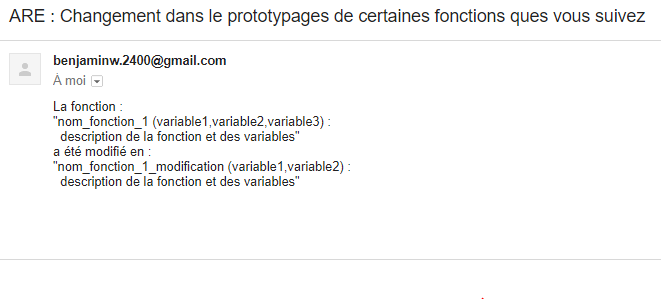 ARE : Changement dans le prototypages de certaines fonctions ques vous suivez
benjaminw.2400@gmail.com
À moi
La fonction :
"nom_fonction_1 (variable1,variable2,variable3) :
description de la fonction et des variables"
a été modifié en :
"nom_fonction_1_modification (variable1,variable2) :
description de la fonction et des variables"